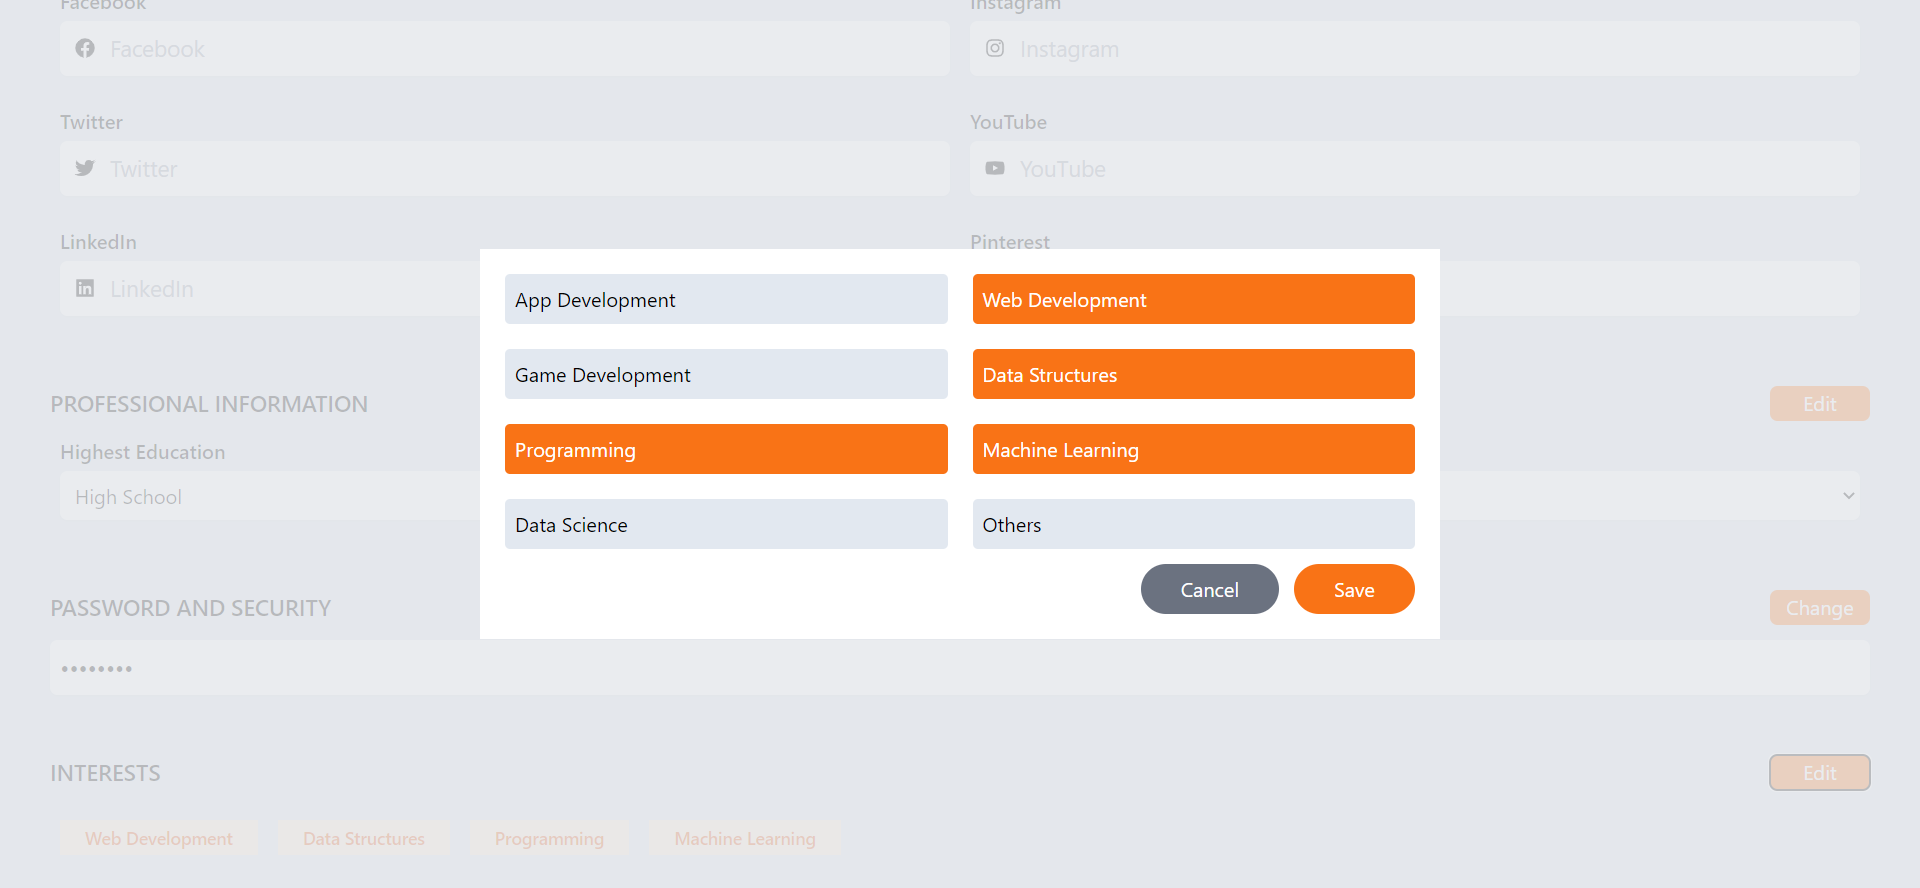 Facebook
Instagram
Facebook
Instagram
Twitter
YouTube
Twitter
YouTube
LinkedIn
Pinterest
LinkedIn
App Development
Web Development
Game Development
Data Structures
Programming
Machine Learning
Data Science
Others
Cancel
Save
PROFESSIONAL INFORMATION
Edit
Highest Education
High School
PASSWORD AND SECURITY
Change
••••••••
INTERESTS
Edit
Web Development
Data Structures
Programming
Machine Learning